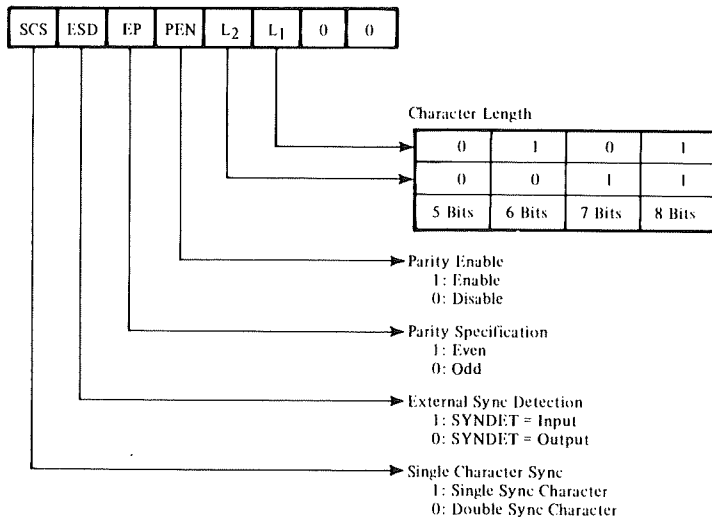 SCS ESD EP PEN L2 L1 0 0
Character Length
0 1 0 1
0 0 1 1
5 Bits 6 Bits 7 Bits 8 Bits
Parity Enable
1: Enable
0: Disable
Parity Specification
1: Even
0: Odd
External Sync Detection
1: SYNDET = Input
0: SYNDET = Output
Single Character Sync
1: Single Sync Character
0: Double Sync Character